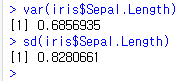 > var(iris$Sepal.Length)
[1] 0.6856935
> sd(iris$Sepal.Length)
[1] 0.8280661
>